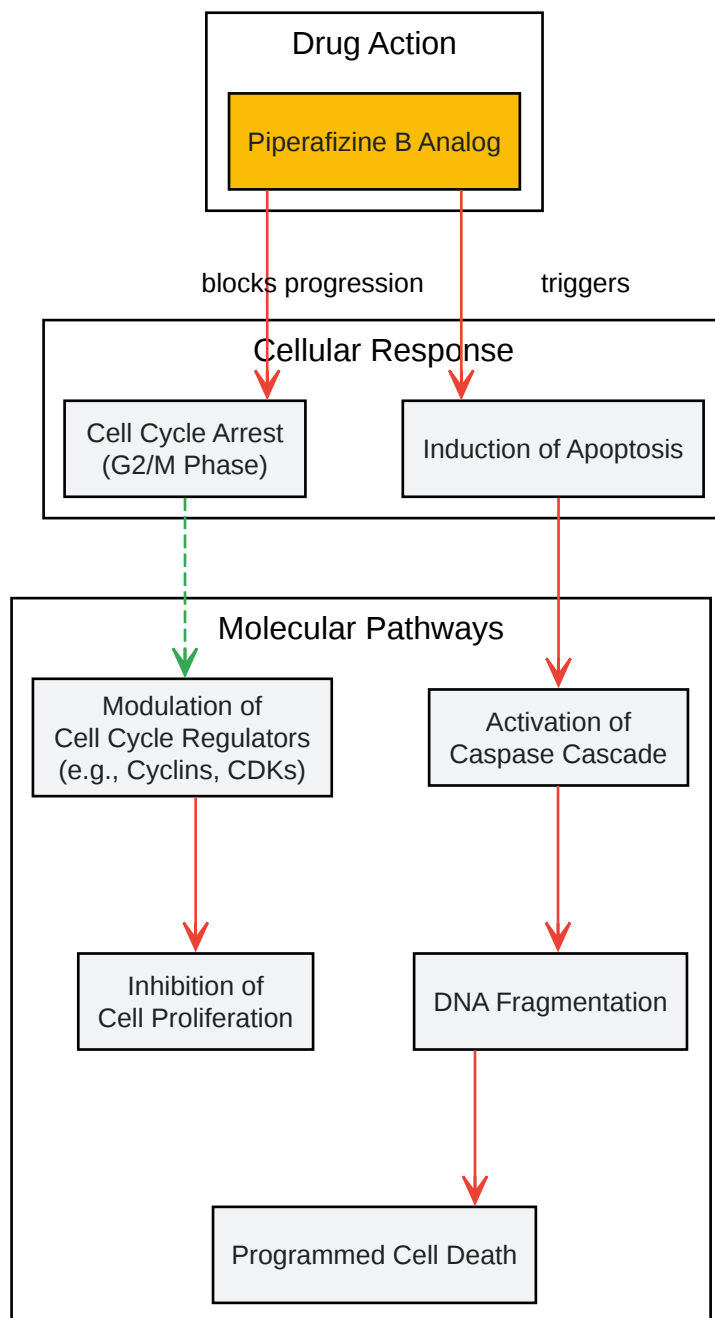 Drug Action
Piperafizine B Analog
blocks progression
triggers
Cellular Response
Cell Cycle Arrest
(G2/M Phase)
Induction of Apoptosis
Molecular Pathways
Modulation of
Cell Cycle Regulators
(e.g., Cyclins, CDKs)
Activation of
Caspase Cascade
Inhibition of
Cell Proliferation
DNA Fragmentation
Programmed Cell Death